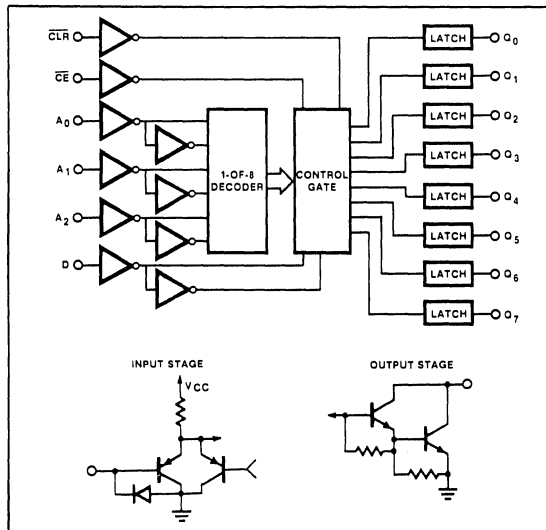 CLR
CE
A0
A1
A2
D
1-OF-8
DECODER
CONTROL
GATE
LATCH Q0
LATCH Q1
LATCH Q2
LATCH Q3
LATCH Q4
LATCH Q5
LATCH Q6
LATCH Q7
INPUT STAGE
VCC
OUTPUT STAGE